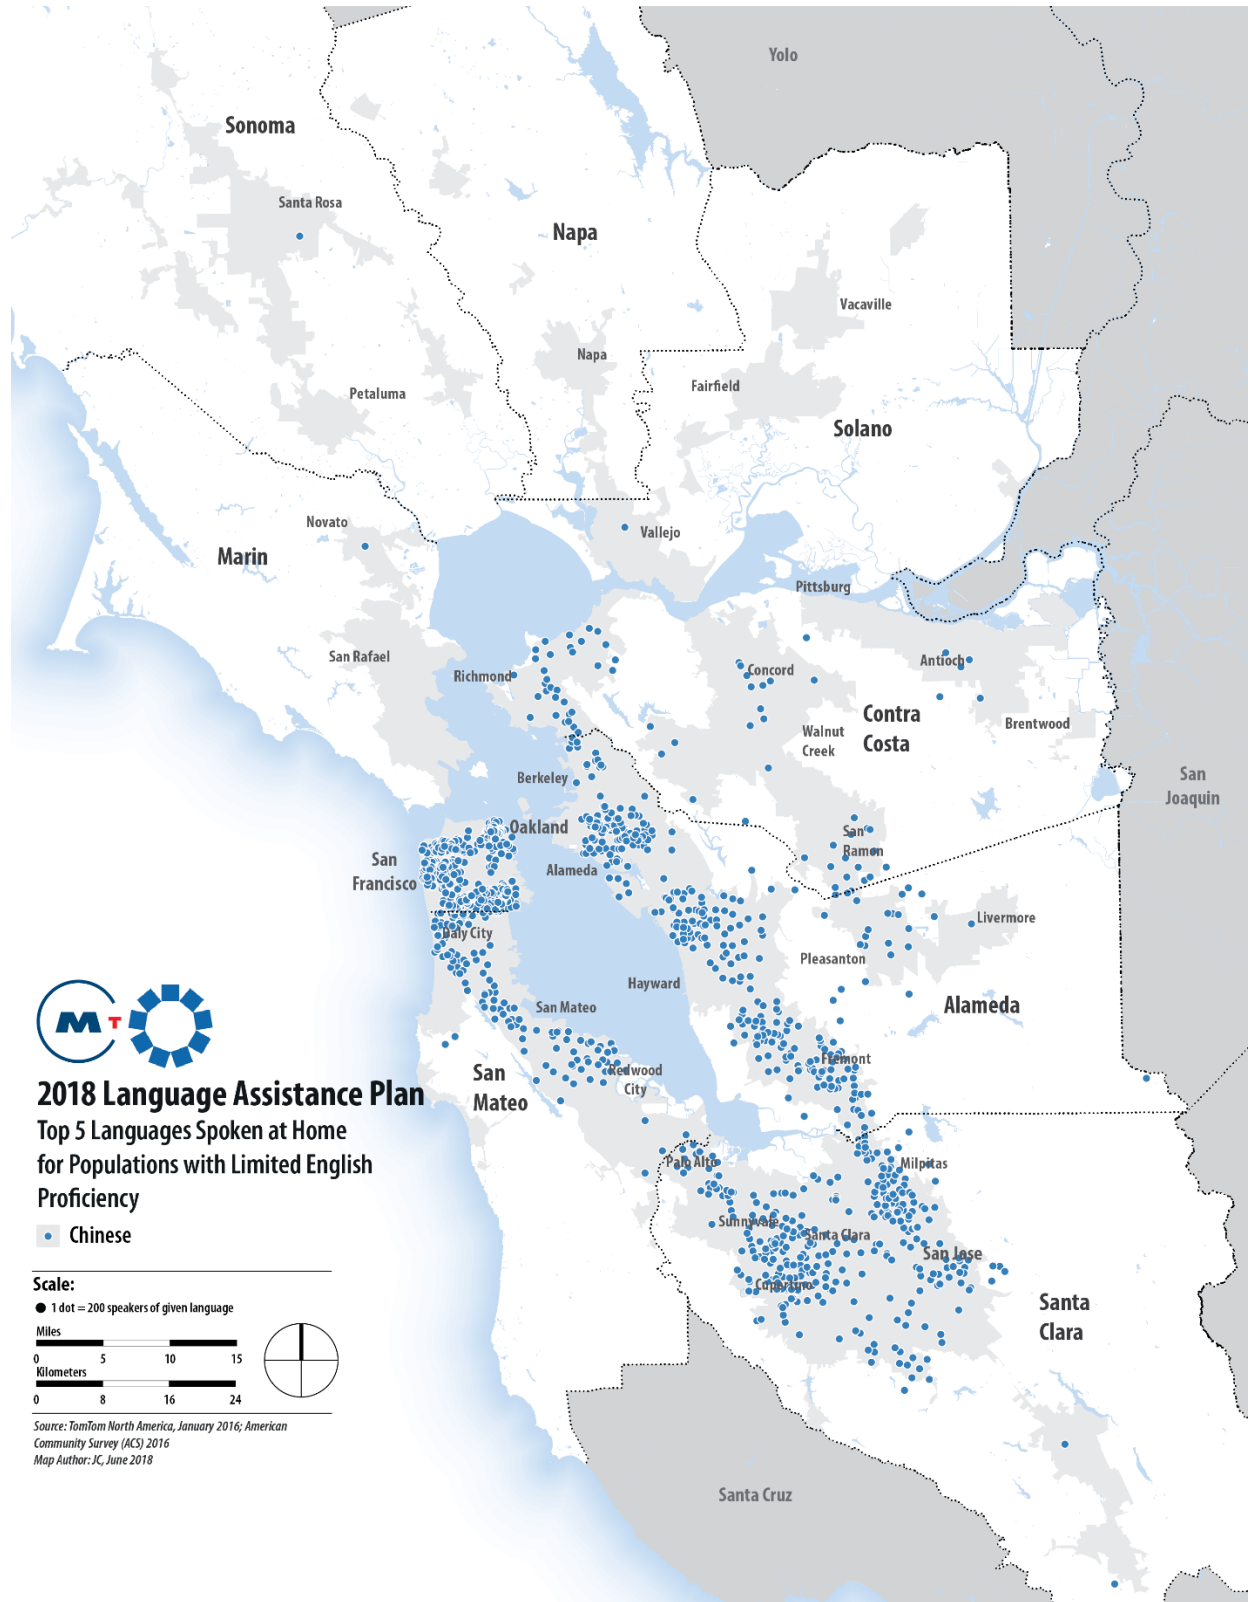 Yolo
Sonoma
Santa Rosa
Napa
Vacaville
Napa
Fairfield
Petaluma
Solano
Novato
Vallejo
Marin
Pittsburg
San Rafael
Richmond
Concord
Antioch
Contra
Costa
Brentwood
Walnut
Creek
Berkeley
San
Joaquin
Oakland
San
Ramon
San
Francisco
Alameda
Livermore
Daly City
Pleasanton
Hayward
San Mateo
Alameda
Fremont
San
Mateo
Redwood
City
Palo Alto
Milpitas
Sunnyvale
Santa Clara
San Jose
Cupertino
Santa
Clara
Santa Cruz
M T
2018 Language Assistance Plan
Top 5 Languages Spoken at Home
for Populations with Limited English
Proficiency
Chinese
Scale:
1 dot = 200 speakers of given language
Miles
0 5 10 15
Kilometers
0 8 16 24
Source: TomTom North America, January 2016; American
Community Survey (ACS) 2016
Map Author: JC, June 2018